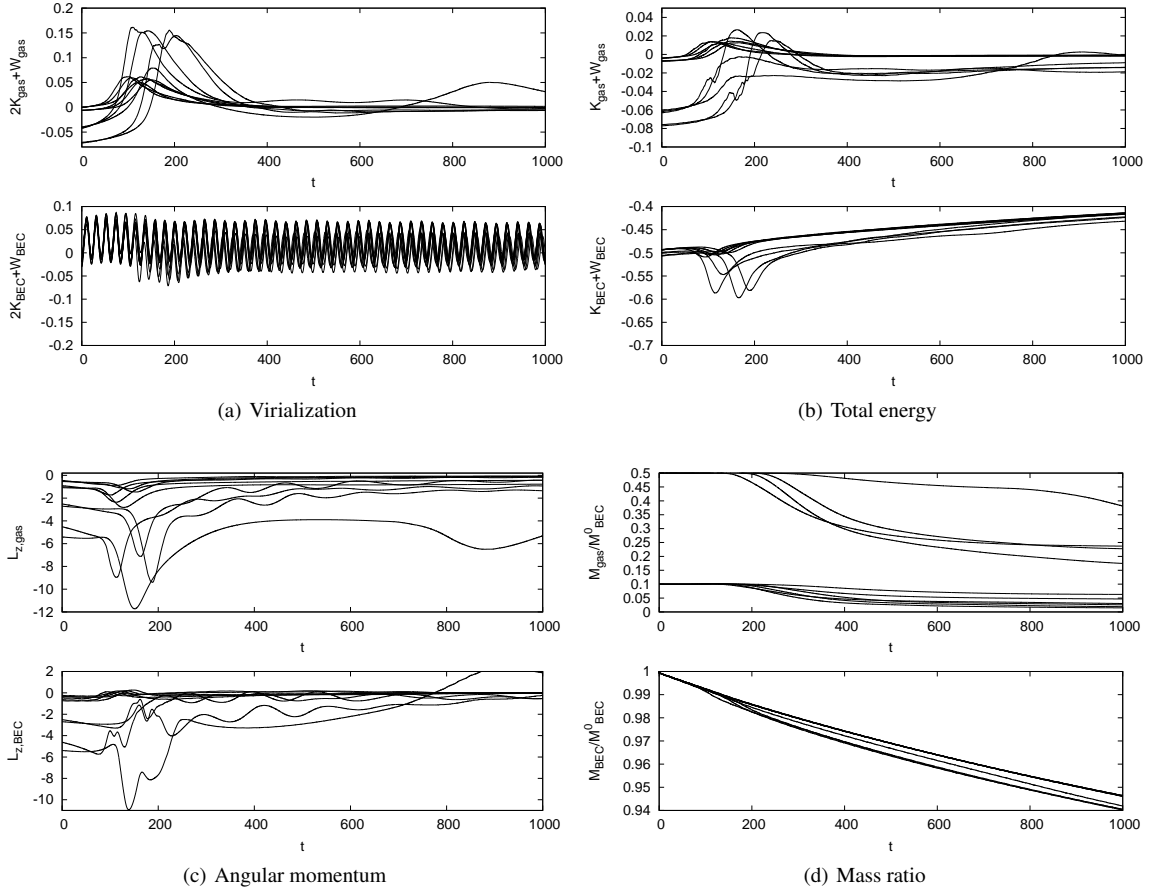 2K_gas+W_gas
0.2
0.15
0.1
0.05
0
-0.05
0 200 400 600 800 1000
t
2K_BEC+W_BEC
0.1
0.05
0
-0.05
-0.1
-0.15
-0.2
0 200 400 600 800 1000
t
(a) Virialization
K_gas+W_gas
0.04
0.02
0
-0.02
-0.04
-0.06
-0.08
-0.1
0 200 400 600 800 1000
t
K_BEC+W_BEC
-0.4
-0.45
-0.5
-0.55
-0.6
-0.65
-0.7
0 200 400 600 800 1000
t
(b) Total energy
L_z,gas
0
-2
-4
-6
-8
-10
-12
0 200 400 600 800 1000
t
L_z,BEC
2
0
-2
-4
-6
-8
-10
0 200 400 600 800 1000
t
(c) Angular momentum
M_gas/M^0_BEC
0.5
0.45
0.4
0.35
0.3
0.25
0.2
0.15
0.1
0.05
0
0 200 400 600 800 1000
t
M_BEC/M^0_BEC
1
0.99
0.98
0.97
0.96
0.95
0.94
0 200 400 600 800 1000
t
(d) Mass ratio